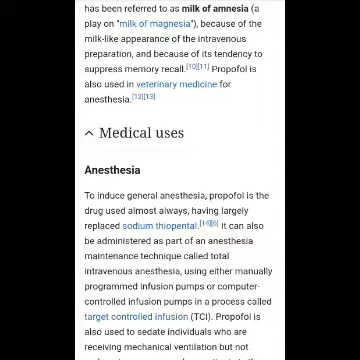 has been referred to as milk of amnesia (a
play on "milk of magnesia"), because of the
milk-like appearance of the intravenous
preparation, and because of its tendency to
suppress memory recall.[10][11] Propofol is
also used in veterinary medicine for
anesthesia.[12][13]
Medical uses
Anesthesia
To induce general anesthesia, propofol is the
drug used almost always, having largely
replaced sodium thiopental.[14][6] It can also
be administered as part of an anesthesia
maintenance technique called total
intravenous anesthesia, using either manually
programmed infusion pumps or computer-
controlled infusion pumps in a process called
target controlled infusion (TCI). Propofol is
also used to sedate individuals who are
receiving mechanical ventilation but not